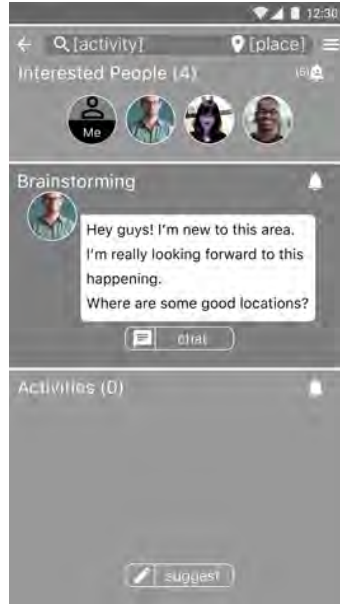 12:30
[activity] [place]
Interested People (4) (6)
Me
Brainstorming
Hey guys! I'm new to this area.
I'm really looking forward to this
happening.
Where are some good locations?
chat
Activities (0)
suggest